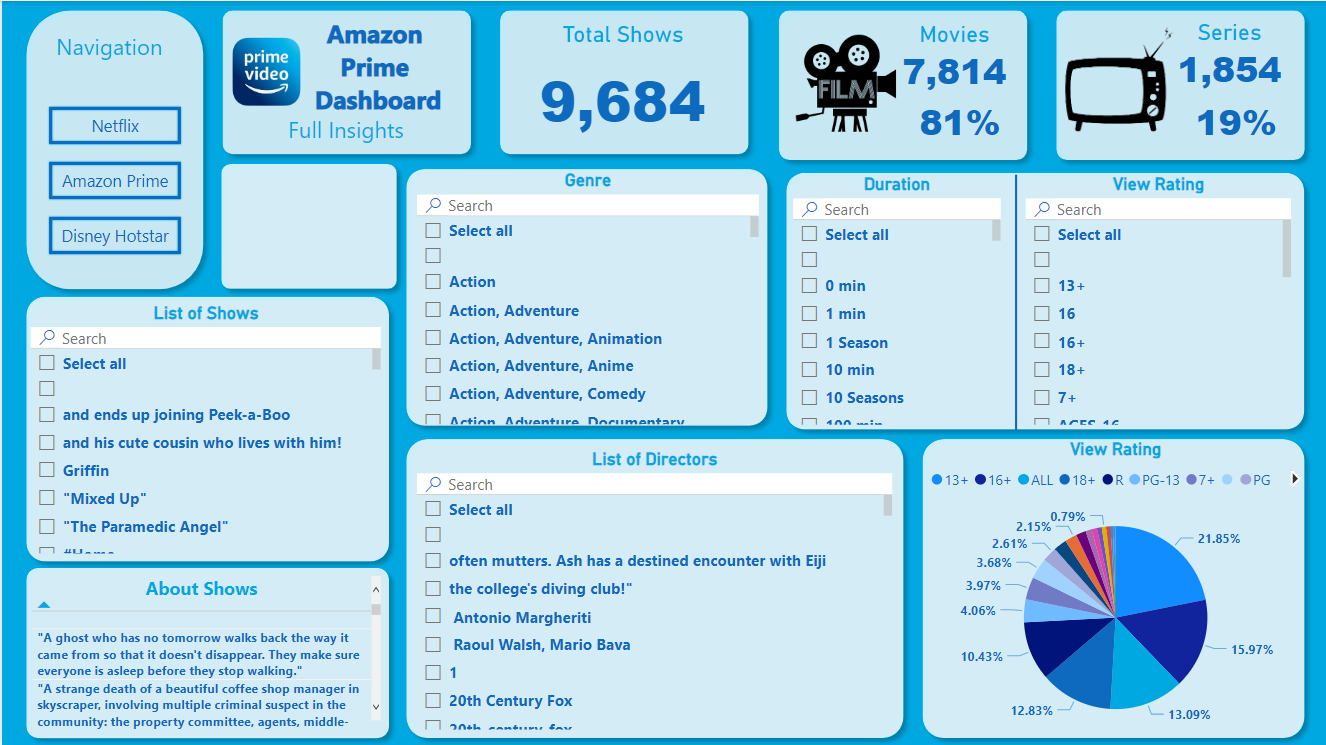 Navigation
Netflix
Amazon Prime
Disney Hotstar
prime
video
Amazon
Prime
Dashboard
Full Insights
Total Shows
9,684
FILM
Movies
7,814
81%
Series
1,854
19%
Genre
Search
Select all
Action
Action, Adventure
Action, Adventure, Animation
Action, Adventure, Anime
Action, Adventure, Comedy
Action, Adventure, Documentary
Duration
Search
Select all
0 min
1 min
1 Season
10 min
10 Seasons
100 min
View Rating
Search
Select all
13+
16
16+
18+
7+
AGES_16
List of Shows
Search
Select all
and ends up joining Peek-a-Boo
and his cute cousin who lives with him!
Griffin
"Mixed Up"
"The Paramedic Angel"
#Home
About Shows
"A ghost who has no tomorrow walks back the way it
came from so that it doesn't disappear. They make sure
everyone is asleep before they stop walking."
"A strange death of a beautiful coffee shop manager in
skyscraper, involving multiple criminal suspect in the
community: the property committee, agents, middle-
List of Directors
Search
Select all
often mutters. Ash has a destined encounter with Eiji
the college's diving club!"
Antonio Margheriti
Raoul Walsh, Mario Bava
1
20th Century Fox
20th century fox
View Rating
13+ 16+ ALL 18+ R PG-13 7+ PG
0.79%
2.15%
2.61%
3.68%
3.97%
4.06%
10.43%
12.83%
13.09%
15.97%
21.85%